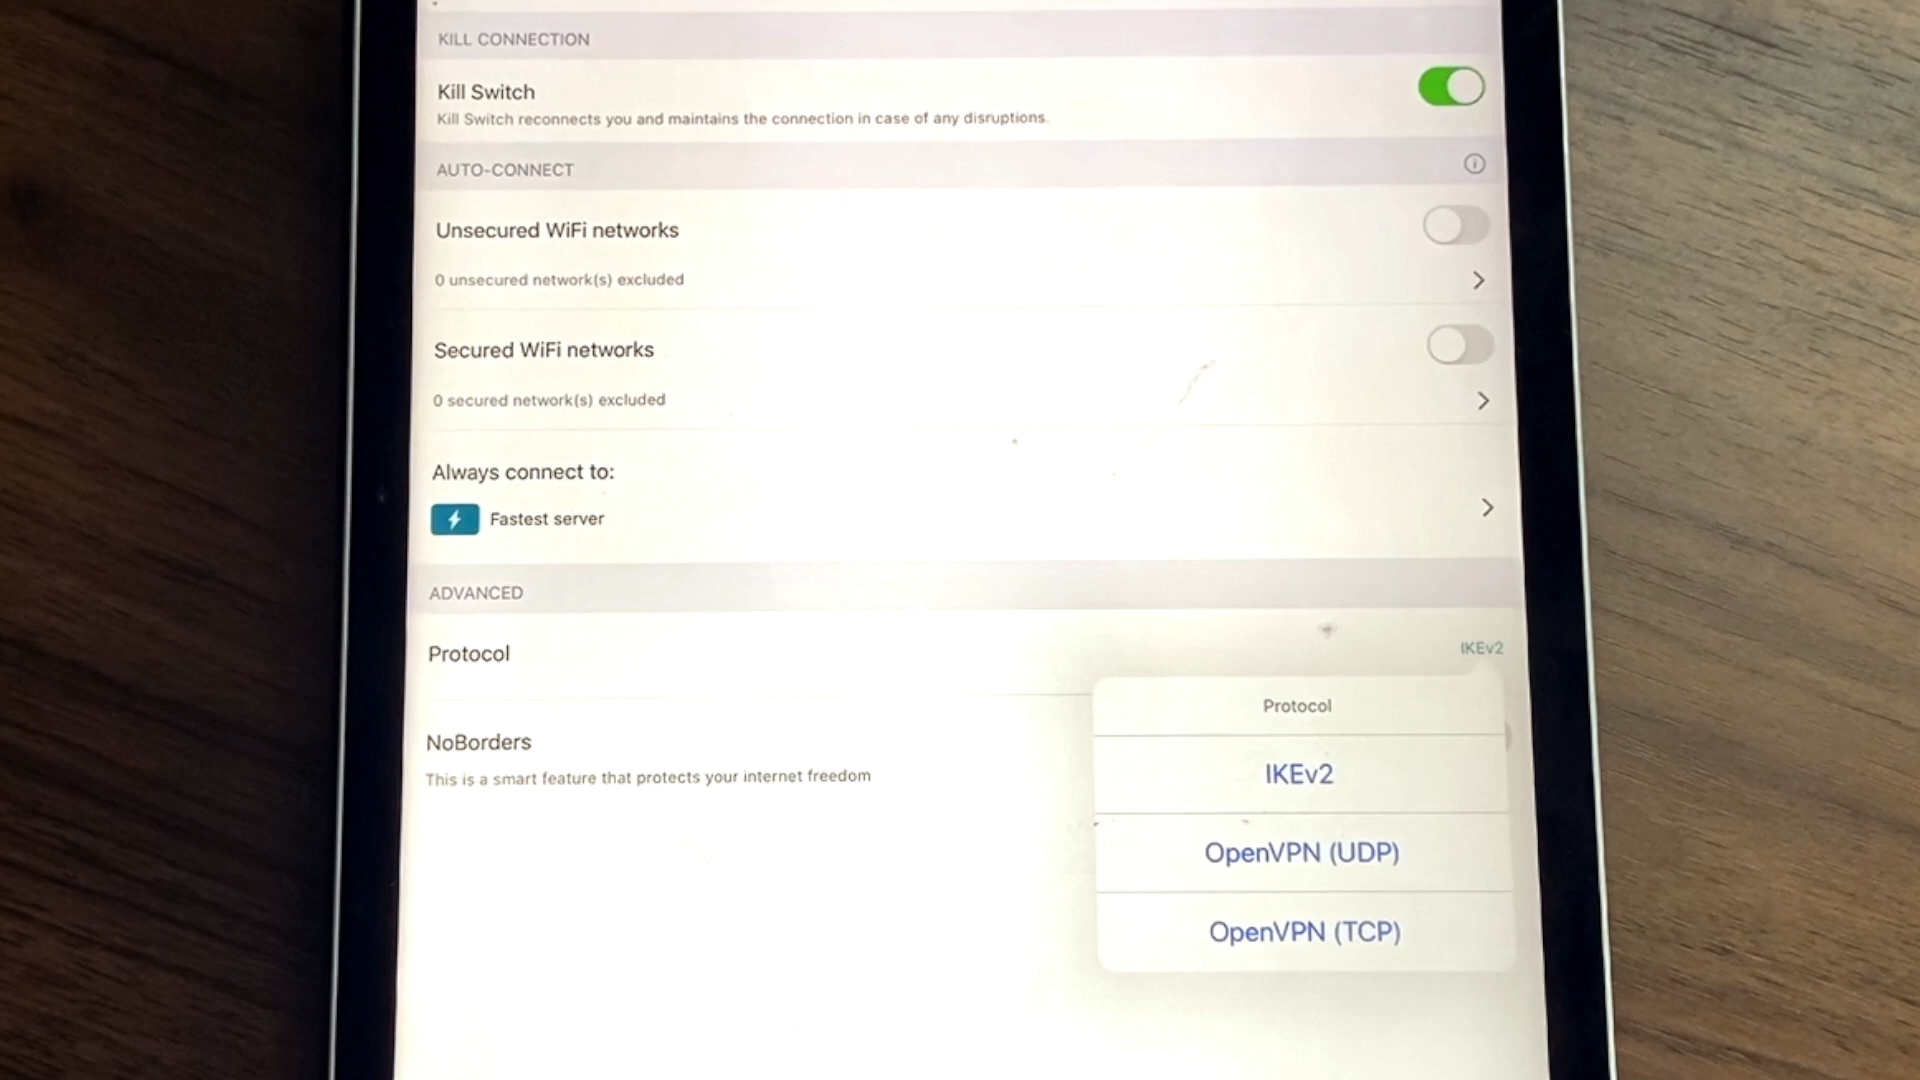 KILL CONNECTION
Kill Switch
Kill Switch reconnects you and maintains the connection in case of any disruptions.
AUTO-CONNECT
Unsecured WiFi networks
0 unsecured network(s) excluded
Secured WiFi networks
0 secured network(s) excluded
Always connect to:
Fastest server
ADVANCED
Protocol
IKEv2
Protocol
IKEv2
OpenVPN (UDP)
OpenVPN (TCP)
NoBorders
This is a smart feature that protects your internet freedom